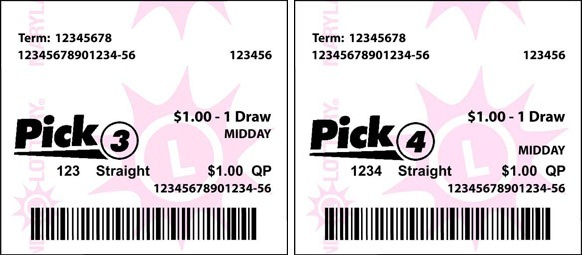 Term: 12345678
12345678901234-56 123456
$1.00 - 1 Draw
Pick 3
MIDDAY
123 Straight $1.00 QP
12345678901234-56
Term: 12345678
12345678901234-56 123456
$1.00 - 1 Draw
Pick 4
MIDDAY
1234 Straight $1.00 QP
12345678901234-56